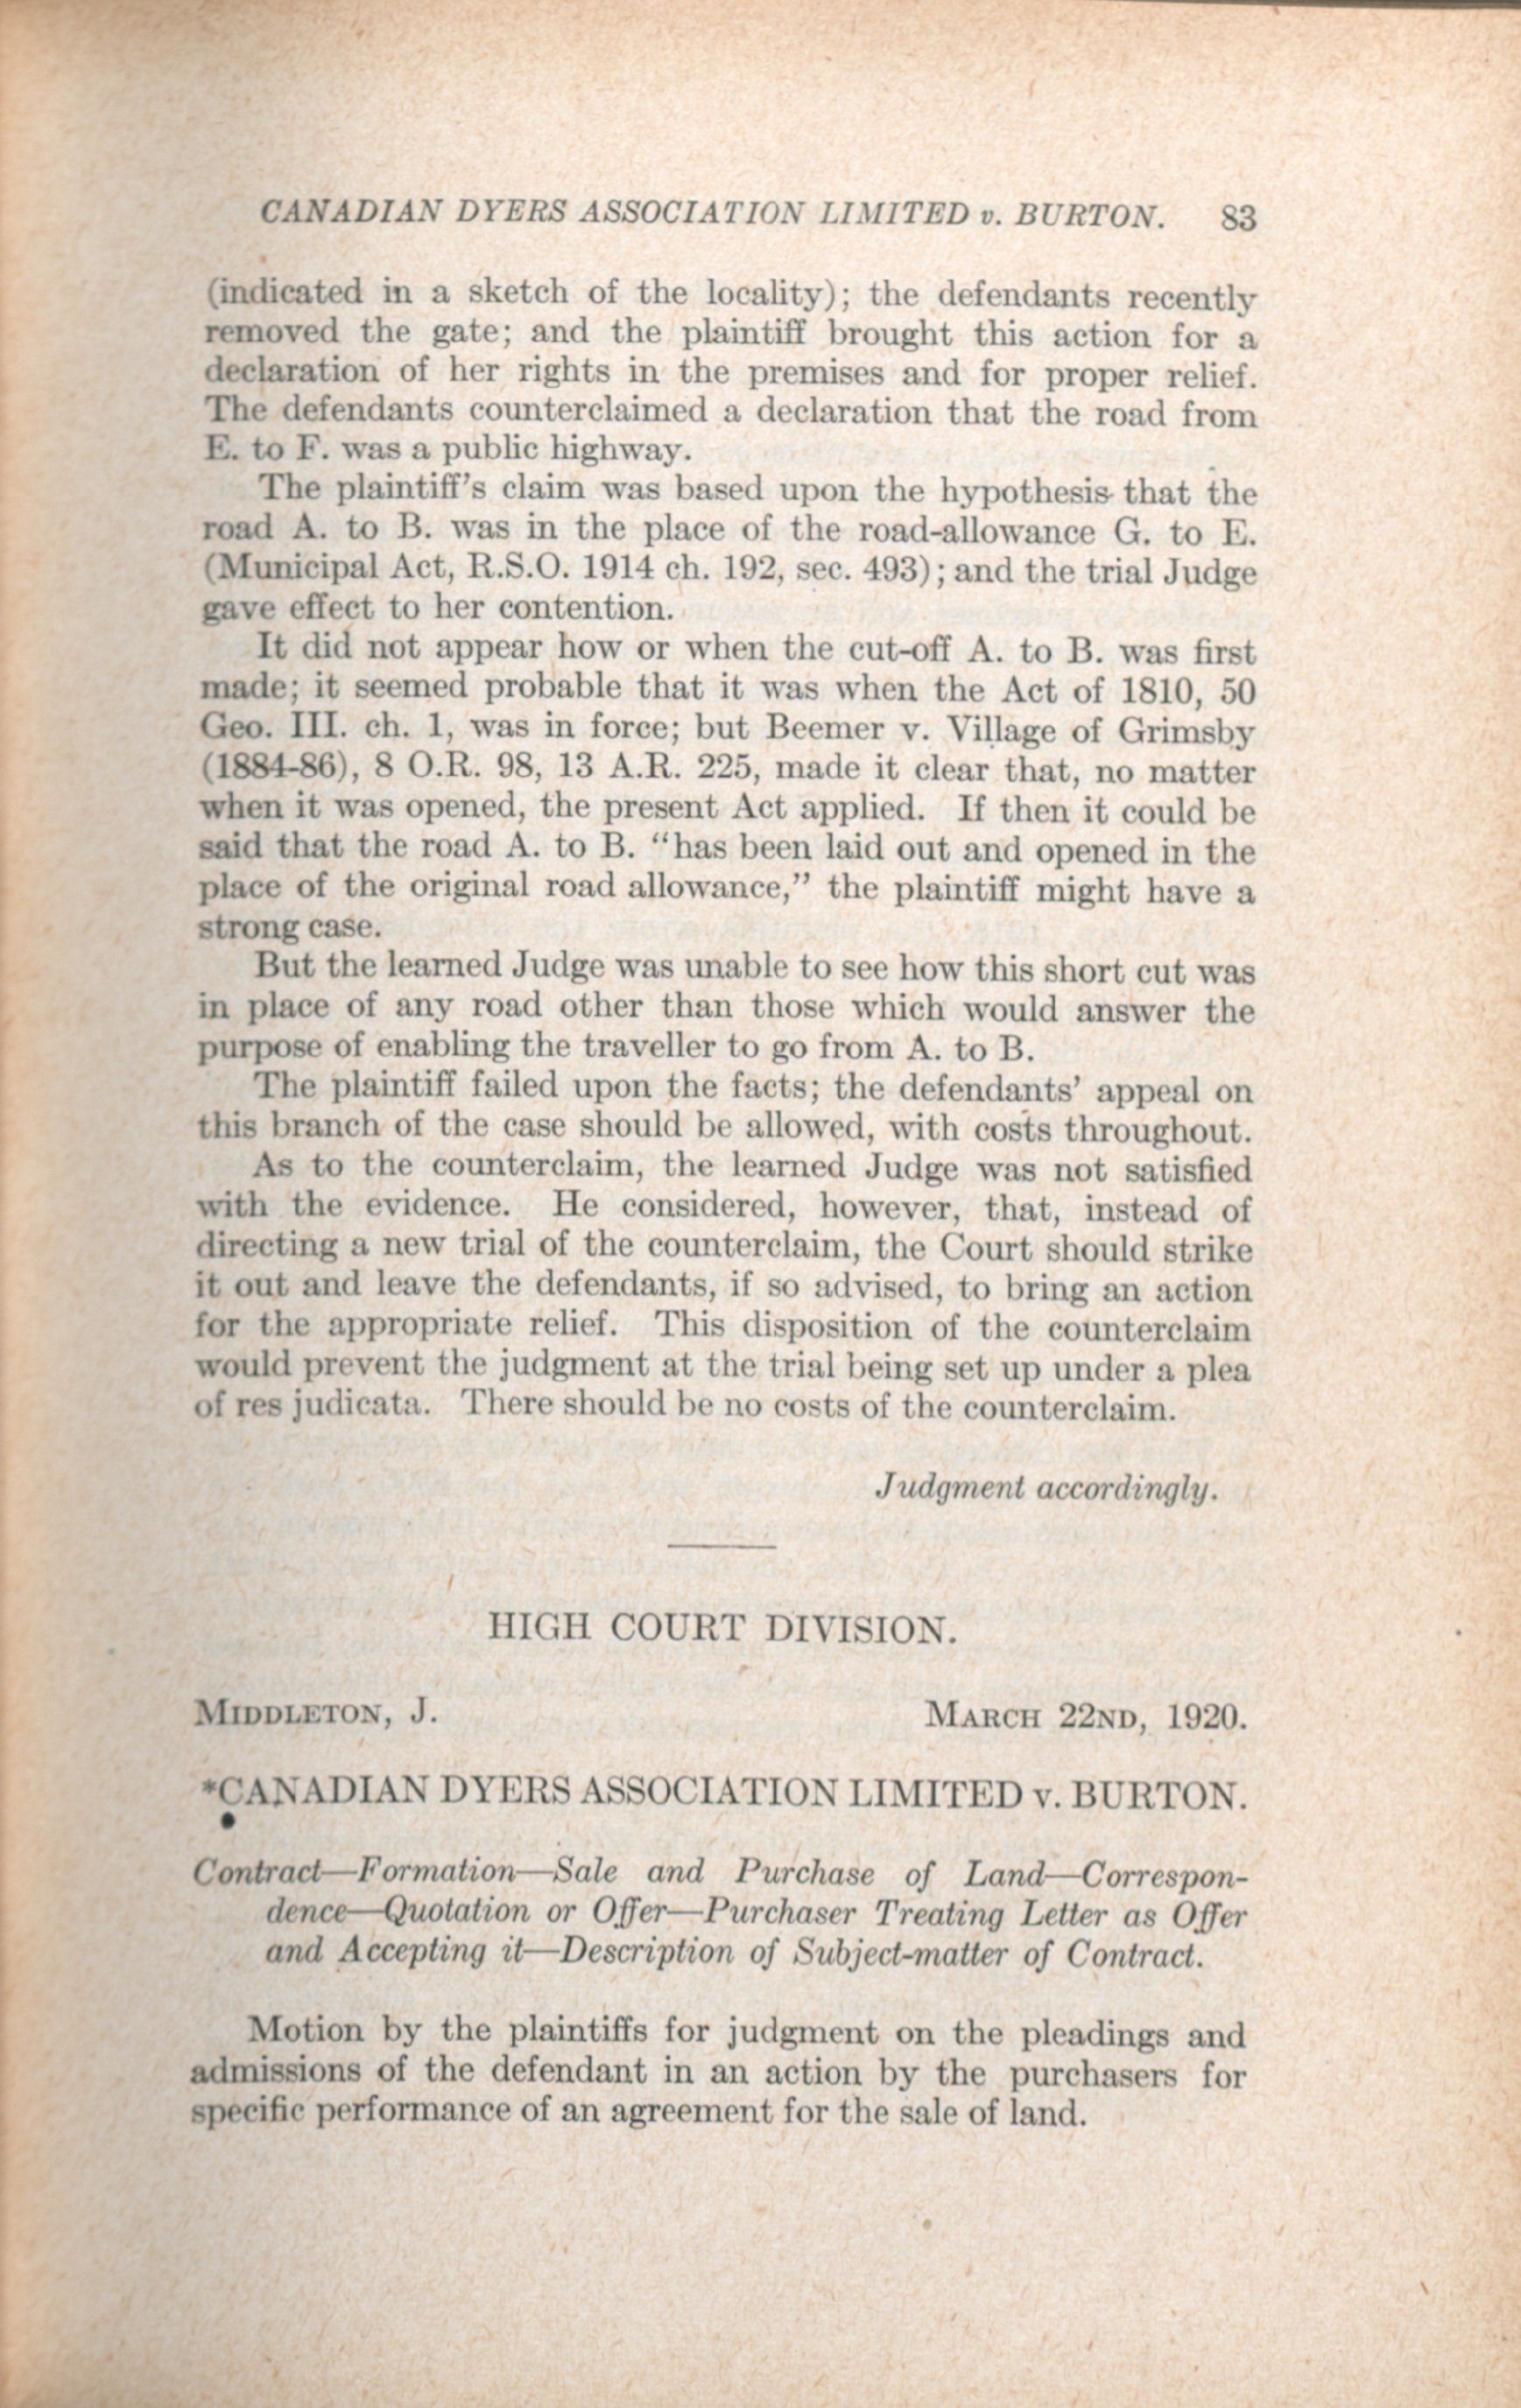 CANADIAN DYERS ASSOCIATION LIMITED v. BURTON. 83
(indicated in a sketch of the locality); the defendants recently
removed the gate; and the plaintiff brought this action for a
declaration of her rights in the premises and for proper relief.
The defendants counterclaimed a declaration that the road from
E. to F. was a public highway.
The plaintiff's claim was based upon the hypothesis that the
road A. to B. was in the place of the road-allowance G. to E.
(Municipal Act, R.S.O. 1914 ch. 192, sec. 493); and the trial Judge
gave effect to her contention.
It did not appear how or when the cut-off A. to B. was first
made; it seemed probable that it was when the Act of 1810, 50
Geo. III. ch. 1, was in force; but Beemer v. Village of Grimsby
(1884-86), 8 O.R. 98, 13 A.R. 225, made it clear that, no matter
when it was opened, the present Act applied. If then it could be
said that the road A. to B. “has been laid out and opened in the
place of the original road allowance,” the plaintiff might have a
strong case.
But the learned Judge was unable to see how this short cut was
in place of any road other than those which would answer the
purpose of enabling the traveller to go from A. to B.
The plaintiff failed upon the facts; the defendants' appeal on
this branch of the case should be allowed, with costs throughout.
As to the counterclaim, the learned Judge was not satisfied
with the evidence. He considered, however, that, instead of
directing a new trial of the counterclaim, the Court should strike
it out and leave the defendants, if so advised, to bring an action
for the appropriate relief. This disposition of the counterclaim
would prevent the judgment at the trial being set up under a plea
of res judicata. There should be no costs of the counterclaim.
Judgment accordingly.
HIGH COURT DIVISION.
MIDDLETON, J. MARCH 22ND, 1920.
*CANADIAN DYERS ASSOCIATION LIMITED v. BURTON.
Contract—Formation—Sale and Purchase of Land—Correspon-
dence—Quotation or Offer—Purchaser Treating Letter as Offer
and Accepting it—Description of Subject-matter of Contract.
Motion by the plaintiffs for judgment on the pleadings and
admissions of the defendant in an action by the purchasers for
specific performance of an agreement for the sale of land.